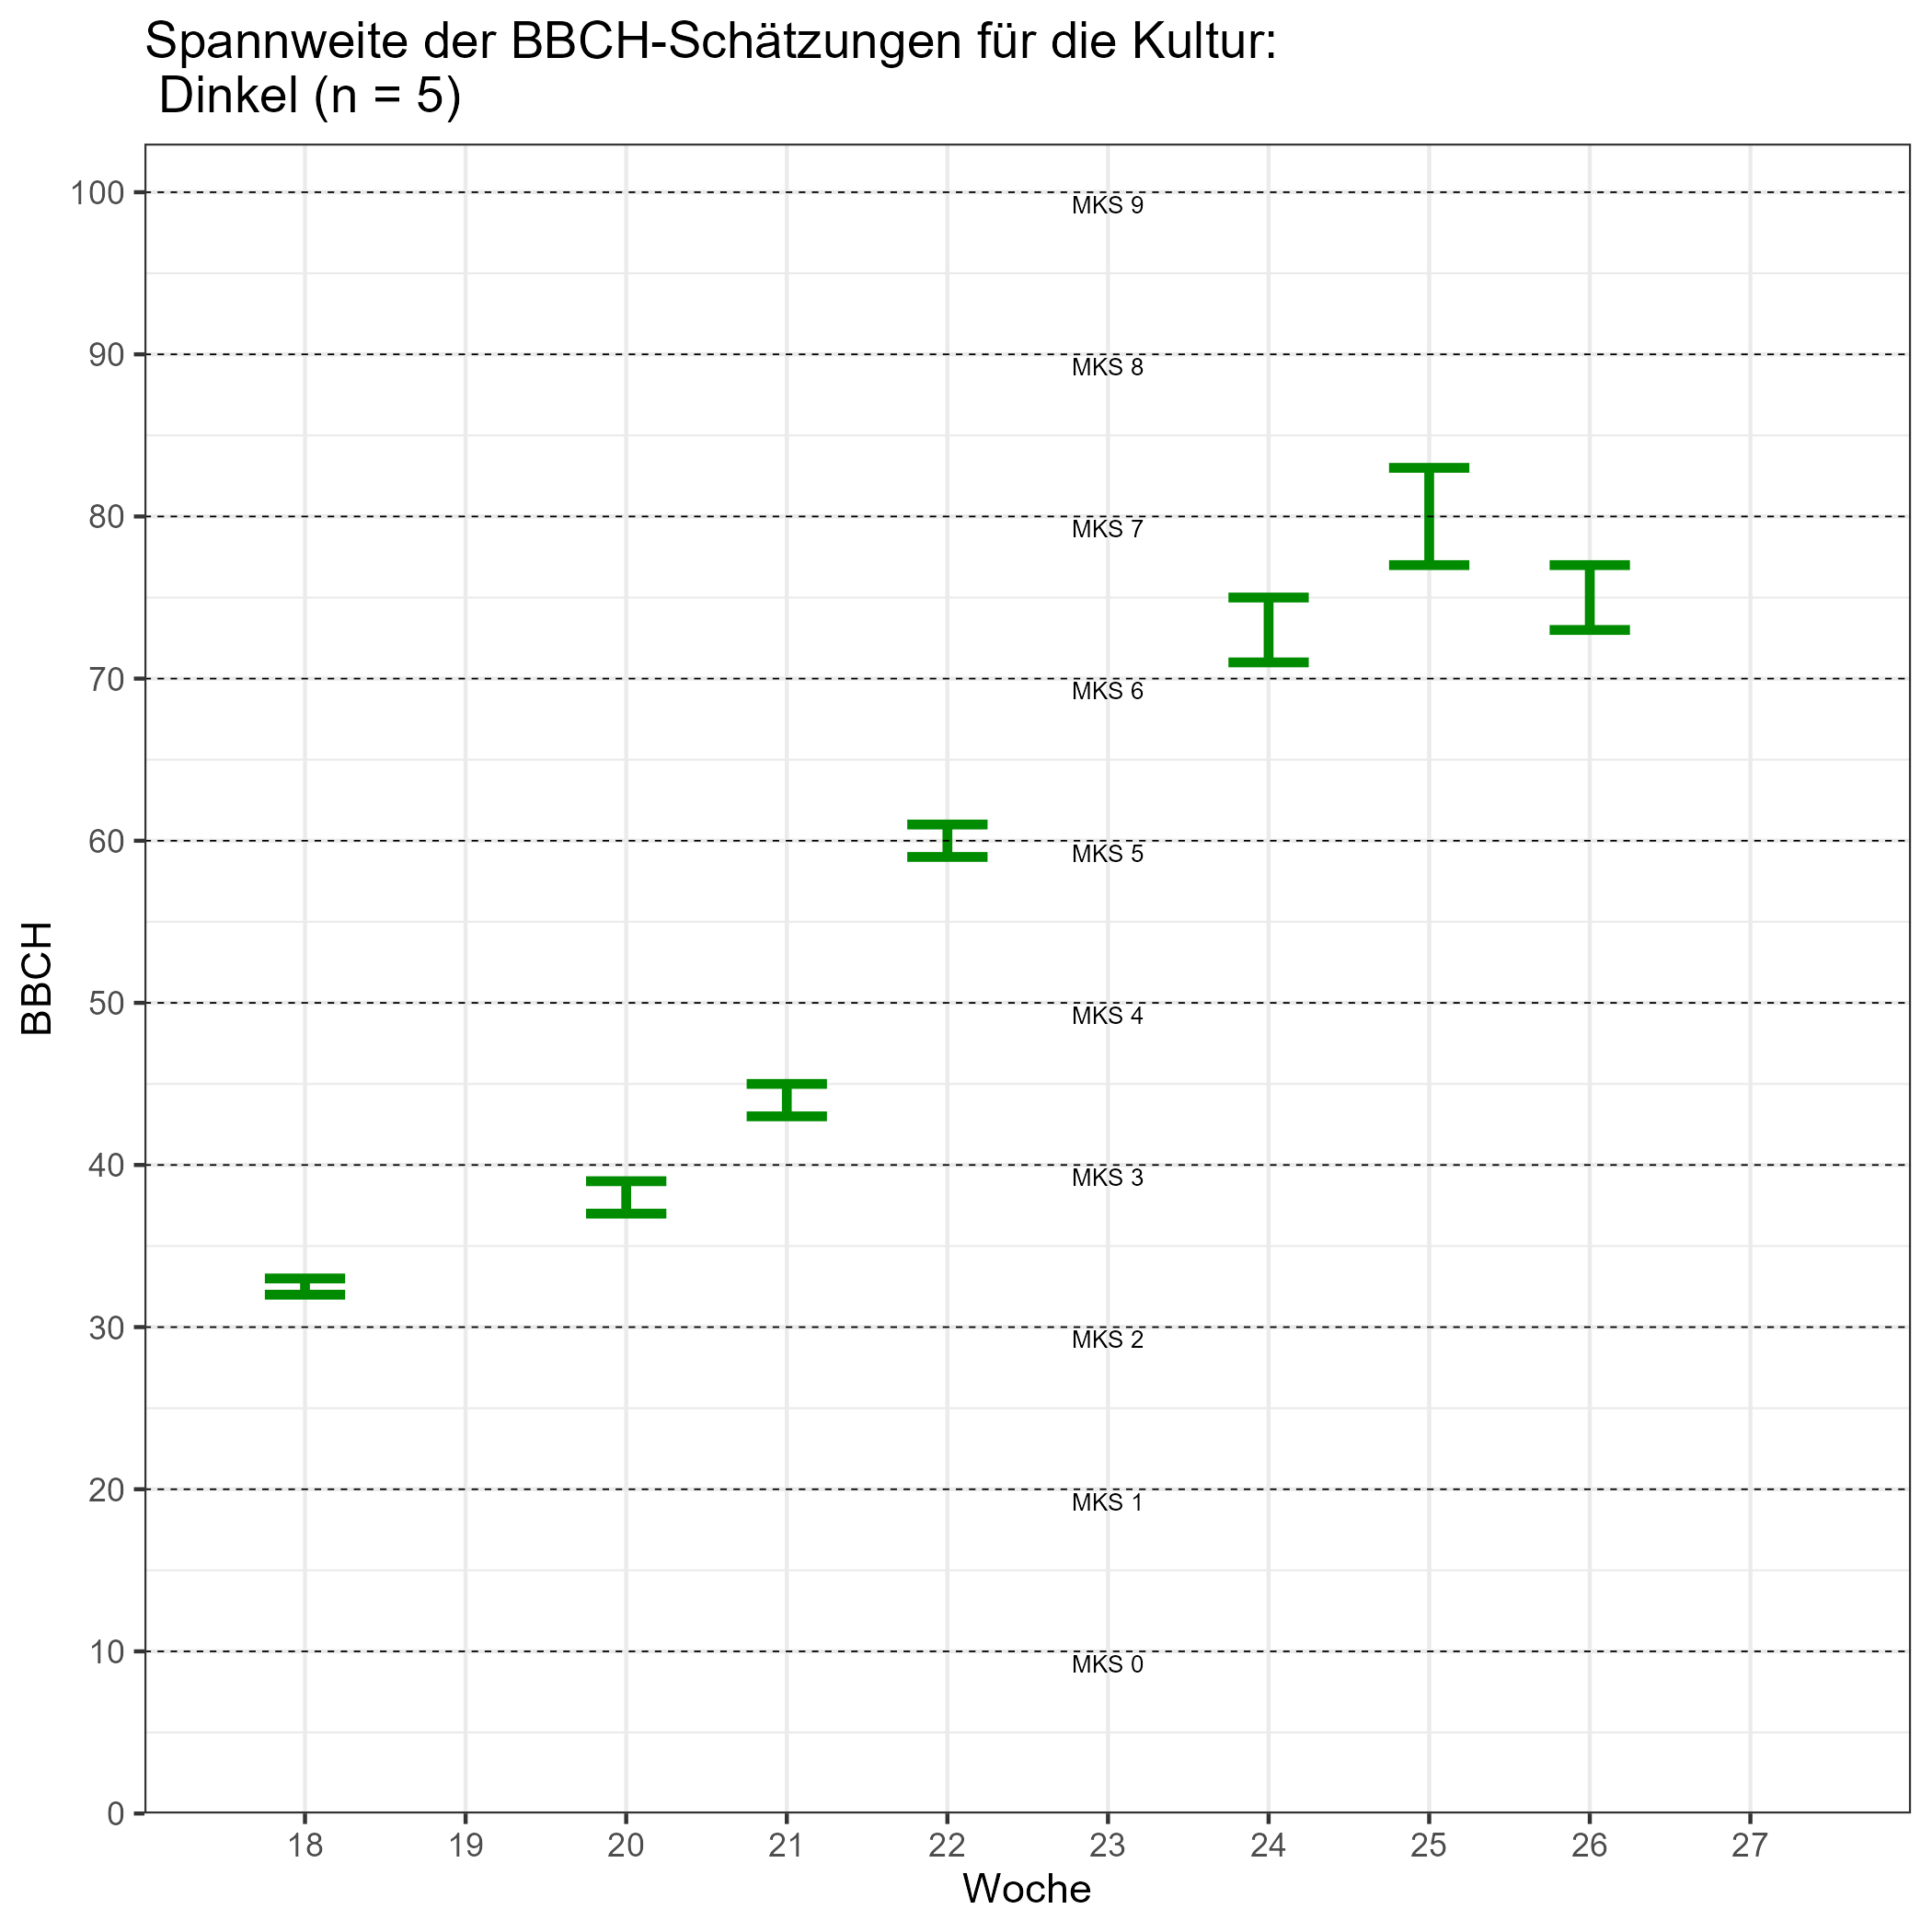 Spannweite der BBCH-Schätzungen für die Kultur:
Dinkel (n = 5)
BBCH
100
90
80
70
60
50
40
30
20
10
0
MKS 9
MKS 8
MKS 7
MKS 6
MKS 5
MKS 4
MKS 3
MKS 2
MKS 1
MKS 0
18 19 20 21 22 23 24 25 26 27
Woche